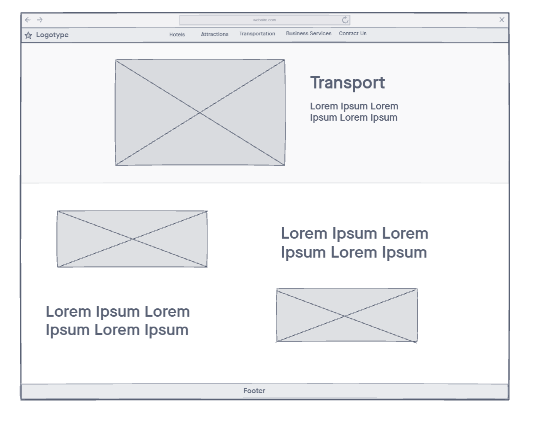 Logotype
Hotels Attractions Transportation Business Services Contact Us
Transport
Lorem Ipsum Lorem
Ipsum Lorem Ipsum
Lorem Ipsum Lorem
Ipsum Lorem Ipsum
Lorem Ipsum Lorem
Ipsum Lorem Ipsum
Footer